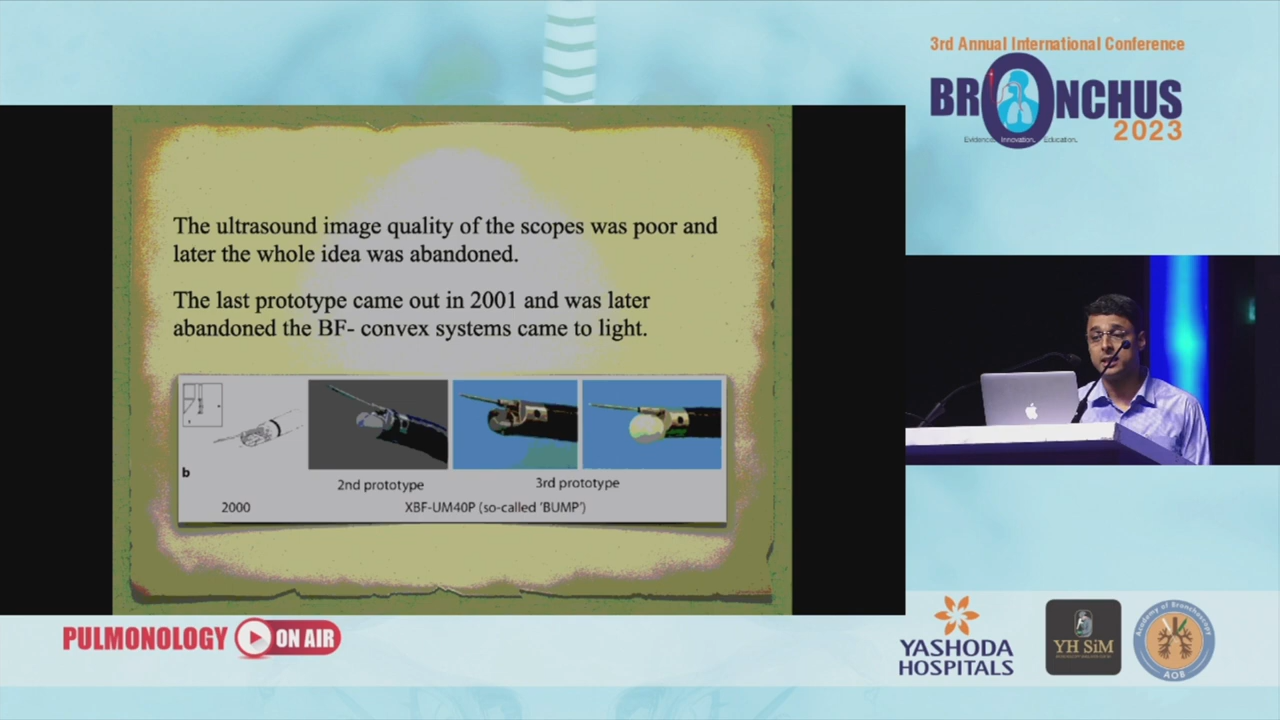 3rd Annual International Conference
BRONCHUS
2023
Evidence. Innovation. Education.
The ultrasound image quality of the scopes was poor and
later the whole idea was abandoned.
The last prototype came out in 2001 and was later
abandoned the BF- convex systems came to light.
b
2nd prototype
3rd prototype
2000
XBF-UM40P (so-called 'BUMP')
PULMONOLOGY ON AIR
YASHODA
HOSPITALS
YH SiM
Academy of Bronchoscopy
AOB